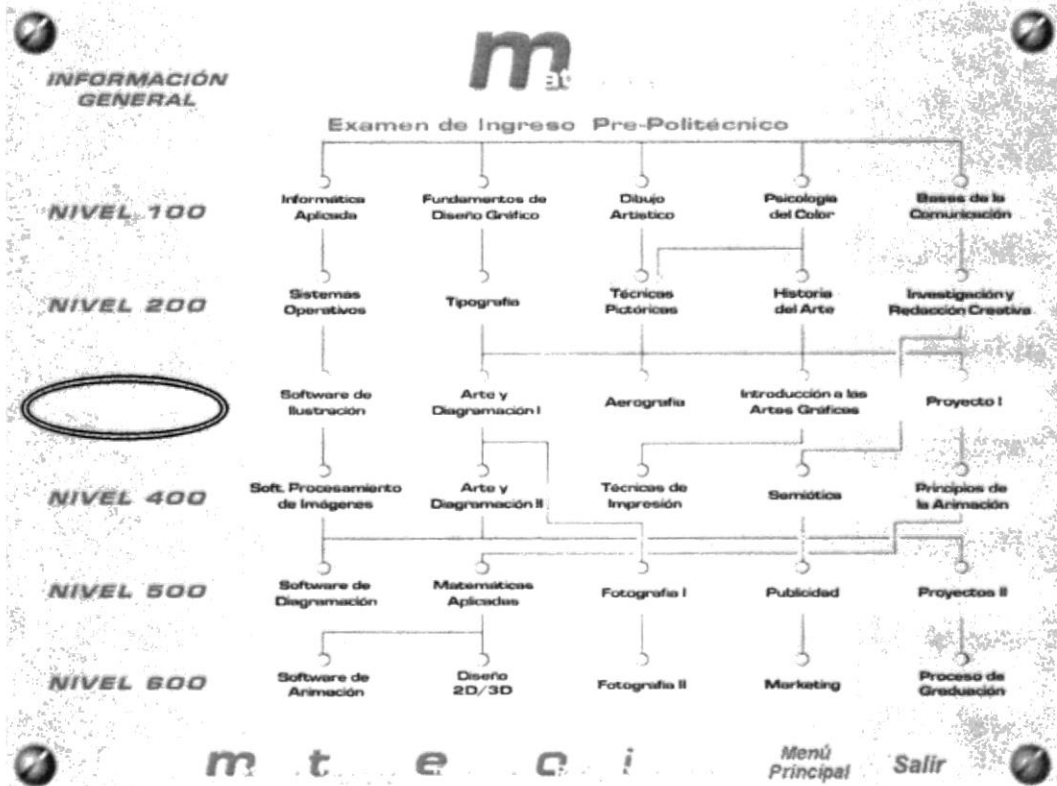 INFORMACIÓN
GENERAL
m
at
Examen de Ingreso Pre-Politécnico
NIVEL 100
Informática
Aplicada
Fundamentos de
Diseño Gráfico
Dibujo
Artístico
Psicología
del Color
Bases de la
Comunicación
NIVEL 200
Sistemas
Operativos
Tipografía
Técnicas
Pictóricas
Historia
del Arte
Investigación y
Redacción Creativa
Software de
Ilustración
Arte y
Diagramación I
Aerografía
Introducción a las
Artes Gráficas
Proyecto I
NIVEL 400
Soft. Procesamiento
de Imágenes
Arte y
Diagramación II
Técnicas de
Impresión
Semiótica
Principios de
la Animación
NIVEL 500
Software de
Diagramación
Matemáticas
Aplicadas
Fotografía I
Publicidad
Proyectos II
NIVEL 600
Software de
Animación
Diseño
2D/3D
Fotografía II
Marketing
Proceso de
Graduación
m t e c i
Menú
Principal
Salir